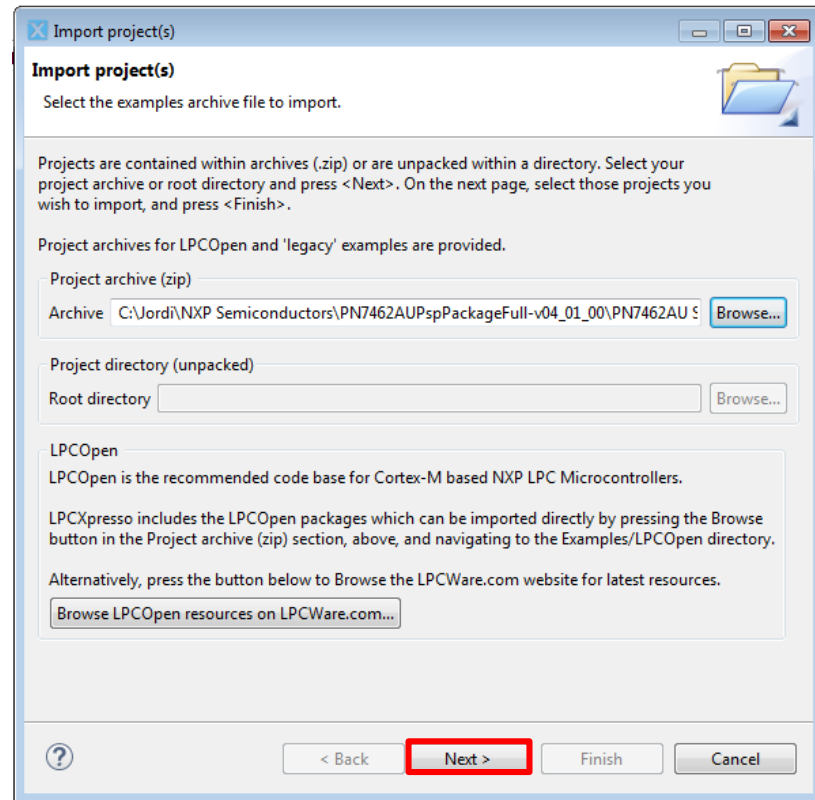 Import project(s)
Import project(s)
Select the examples archive file to import.
Projects are contained within archives (.zip) or are unpacked within a directory. Select your
project archive or root directory and press <Next>. On the next page, select those projects you
wish to import, and press <Finish>.
Project archives for LPCOpen and 'legacy' examples are provided.
Project archive (zip)
Archive C:\Jordi\NXP Semiconductors\PN7462AUPspPackageFull-v04_01_00\PN7462AU S Browse...
Project directory (unpacked)
Root directory Browse...
LPCOpen
LPCOpen is the recommended code base for Cortex-M based NXP LPC Microcontrollers.
LPCXpresso includes the LPCOpen packages which can be imported directly by pressing the Browse
button in the Project archive (zip) section, above, and navigating to the Examples/LPCOpen directory.
Alternatively, press the button below to Browse the LPCWare.com website for latest resources.
Browse LPCOpen resources on LPCWare.com...
? < Back Next > Finish Cancel